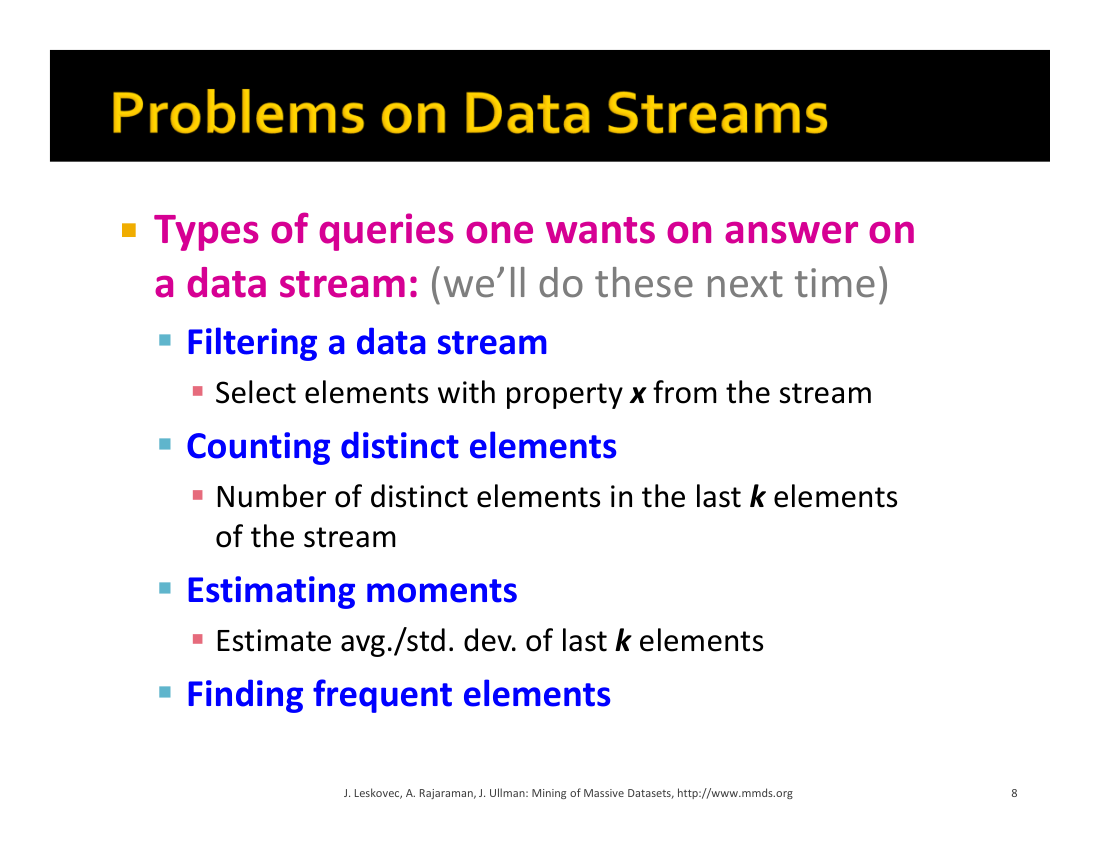 Problems on Data Streams
Types of queries one wants on answer on
a data stream: (we’ll do these next time)
Filtering a data stream
Select elements with property x from the stream
Counting distinct elements
Number of distinct elements in the last k elements
of the stream
Estimating moments
Estimate avg./std. dev. of last k elements
Finding frequent elements
J. Leskovec, A. Rajaraman, J. Ullman: Mining of Massive Datasets, http://www.mmds.org
8